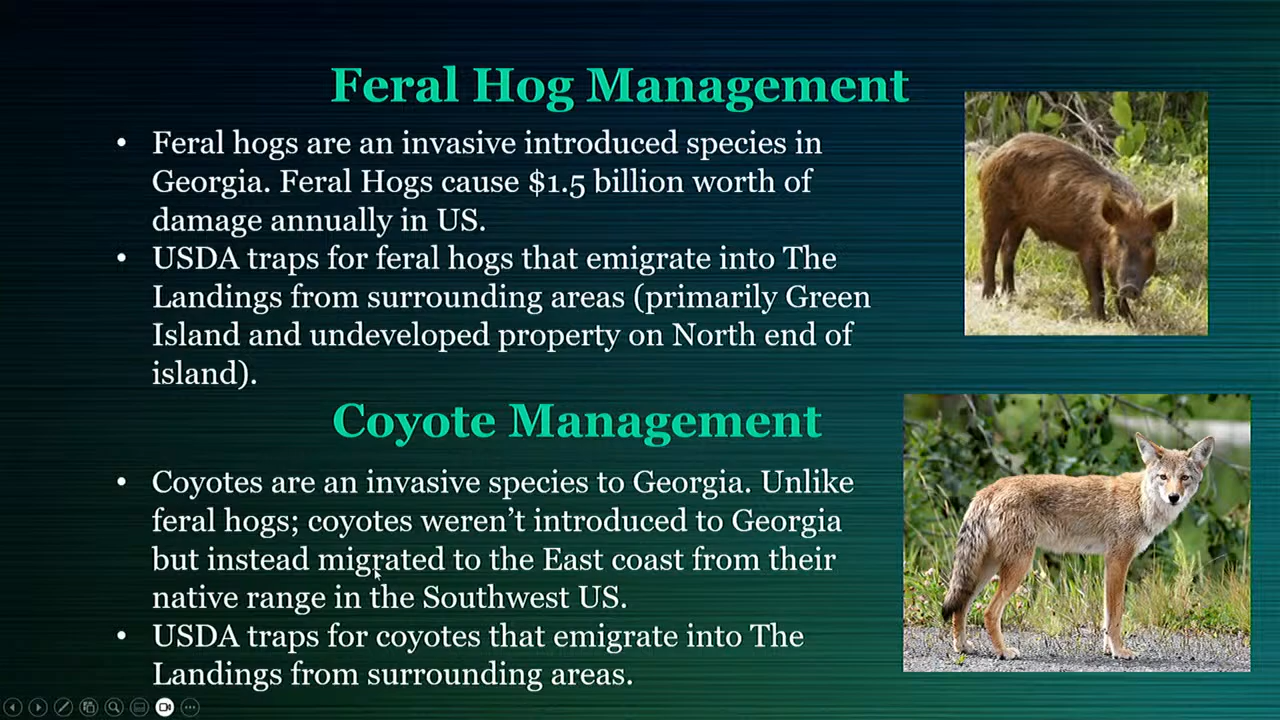 Feral Hog Management
• Feral hogs are an invasive introduced species in
Georgia. Feral Hogs cause $1.5 billion worth of
damage annually in US.
• USDA traps for feral hogs that emigrate into The
Landings from surrounding areas (primarily Green
Island and undeveloped property on North end of
island).
Coyote Management
• Coyotes are an invasive species to Georgia. Unlike
feral hogs; coyotes weren't introduced to Georgia
but instead migrated to the East coast from their
native range in the Southwest US.
• USDA traps for coyotes that emigrate into The
Landings from surrounding areas.